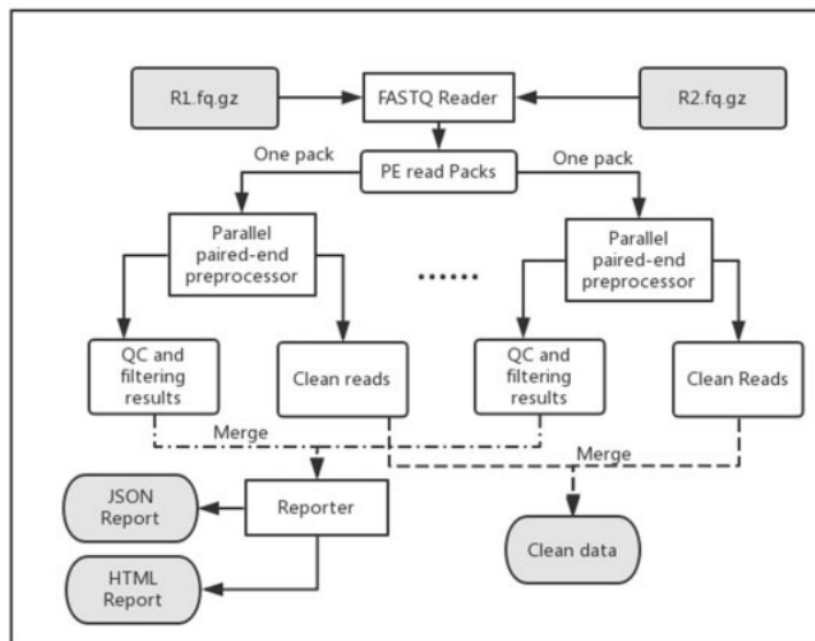 R1.fq.gz
FASTQ Reader
R2.fq.gz
One pack
PE read Packs
One pack
Parallel
paired-end
preprocessor
Parallel
paired-end
preprocessor
......
QC and
filtering
results
Clean reads
QC and
filtering
results
Clean Reads
Merge
Merge
JSON
Report
Reporter
Clean data
HTML
Report